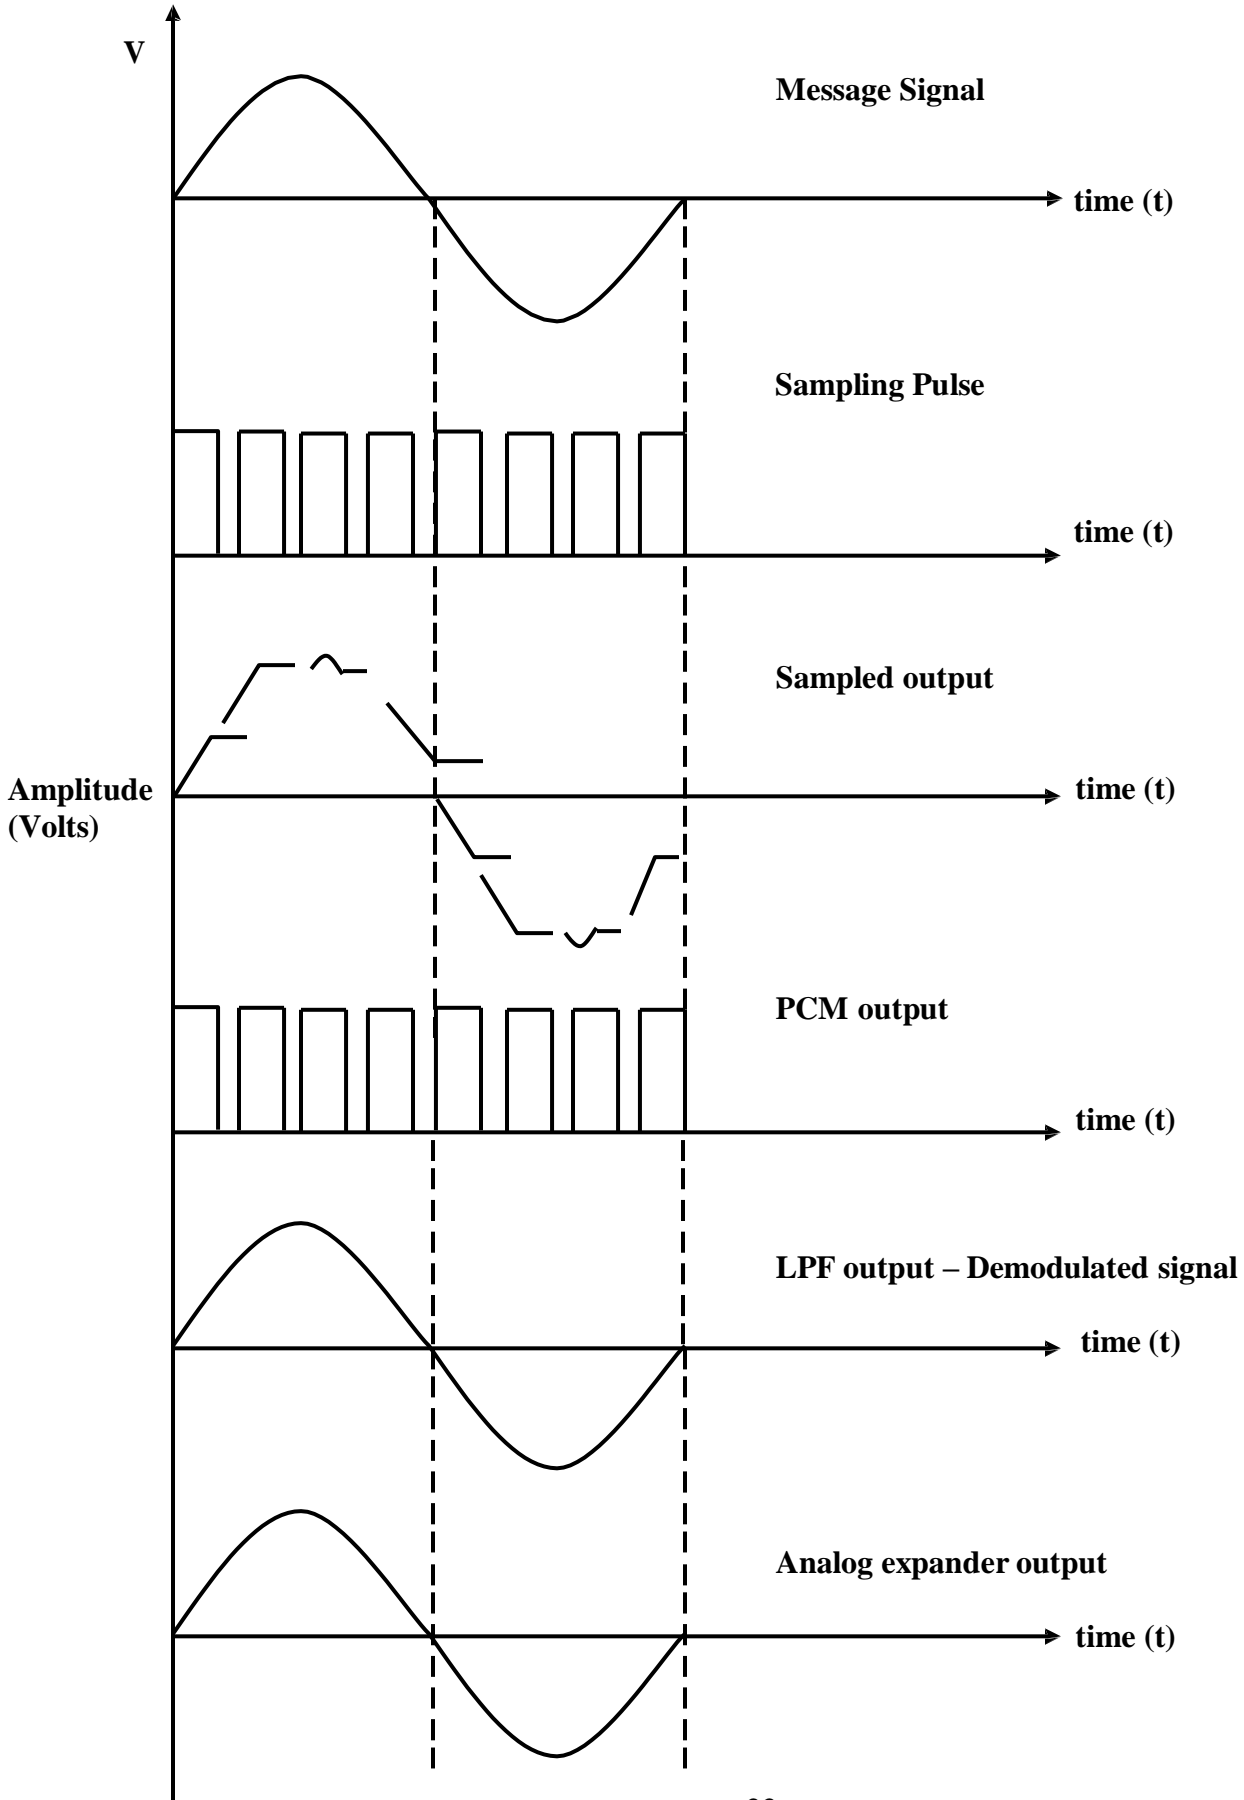 V
Message Signal
time (t)
Sampling Pulse
time (t)
Sampled output
Amplitude
(Volts)
time (t)
PCM output
time (t)
LPF output – Demodulated signal
time (t)
Analog expander output
time (t)